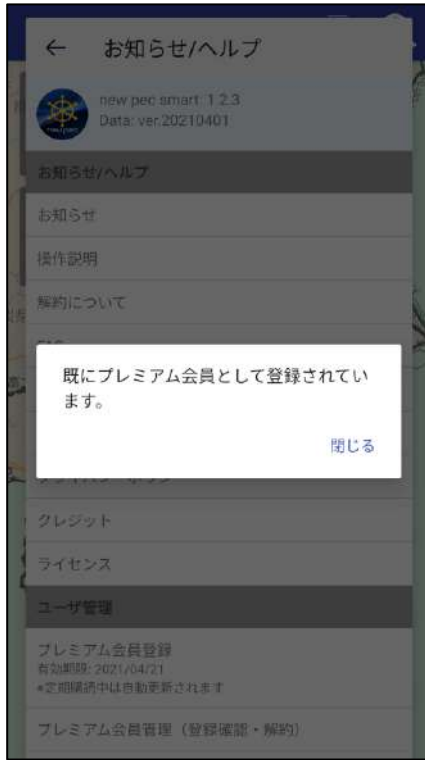 ← お知らせ/ヘルプ
new pec smart: 1.2.3
Data: ver.20210401
お知らせ/ヘルプ
お知らせ
操作説明
解約について
既にプレミアム会員として登録されてい
ます。
閉じる
クレジット
ライセンス
ユーザ管理
プレミアム会員登録
有効期限: 2021/04/21
*定期購読中は自動更新されます
プレミアム会員管理（登録確認・解約）